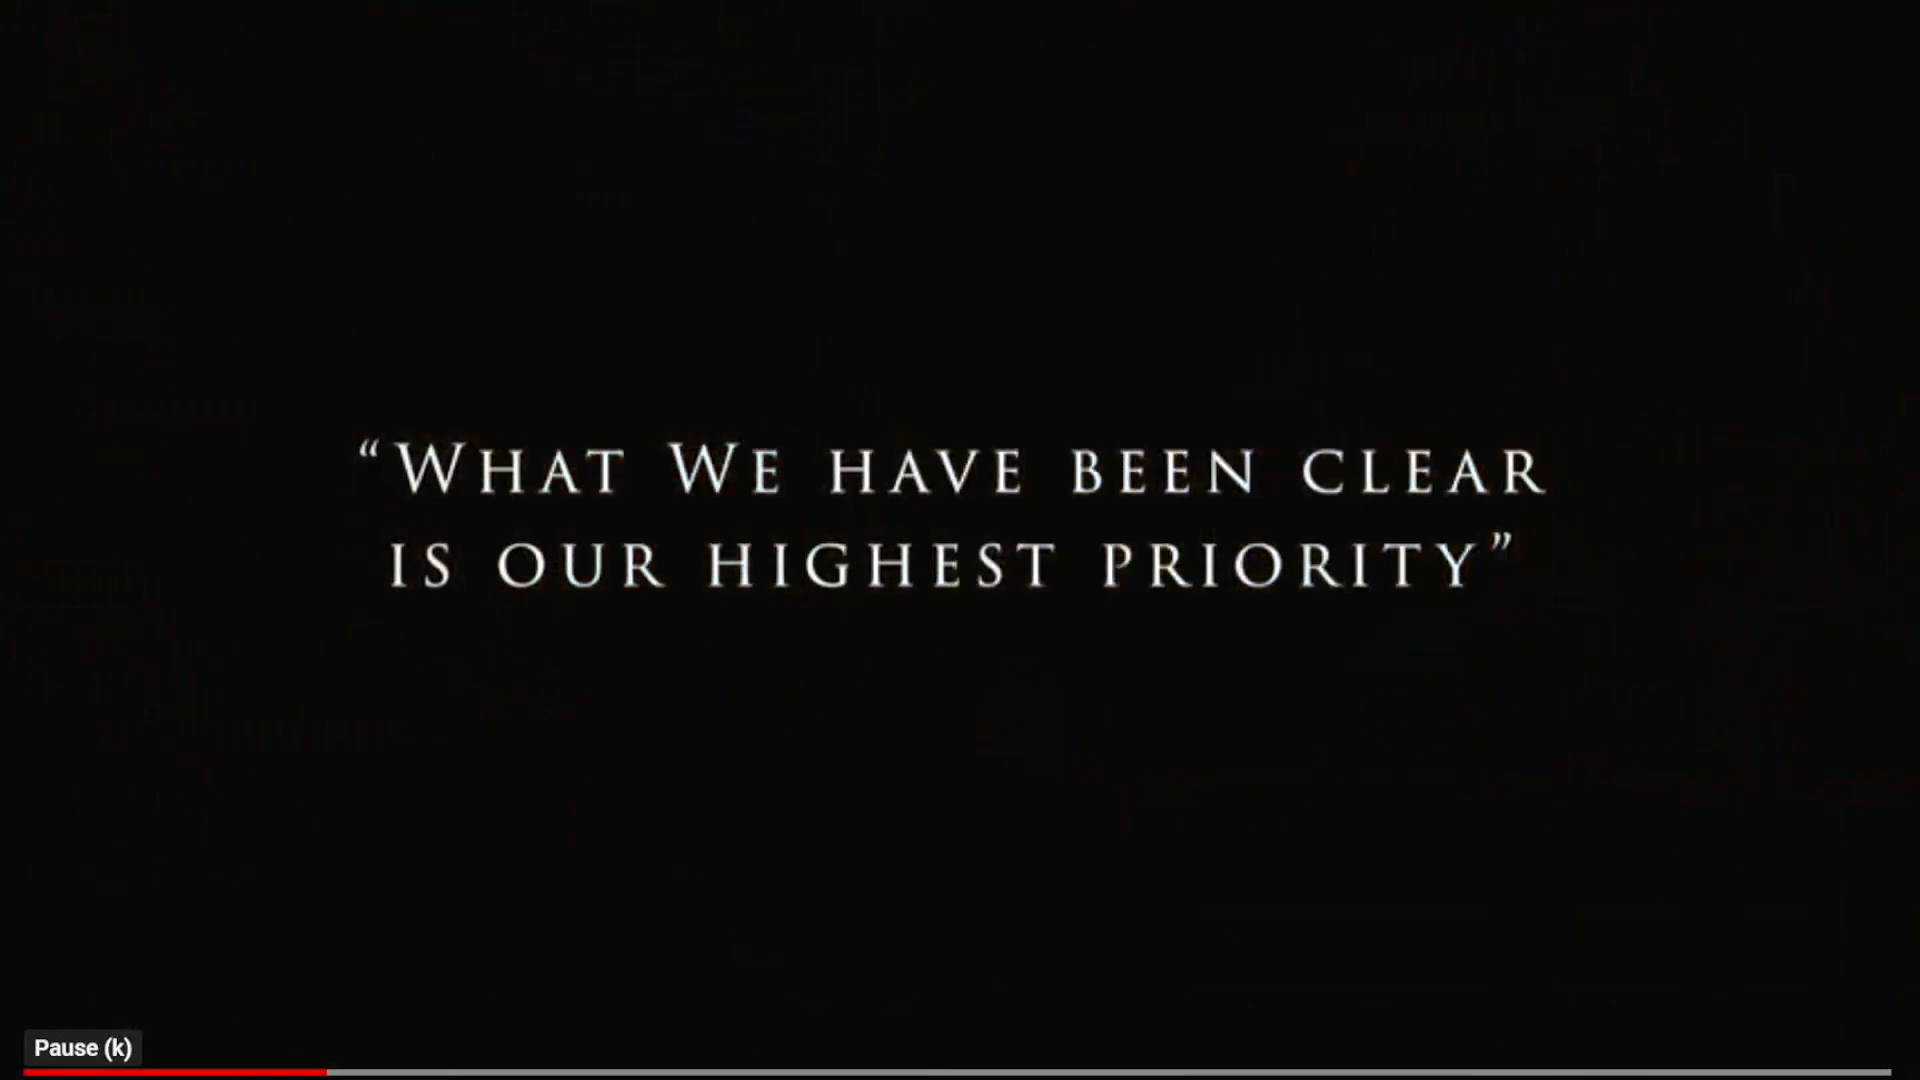 “WHAT WE HAVE BEEN CLEAR
IS OUR HIGHEST PRIORITY”
Pause (k)